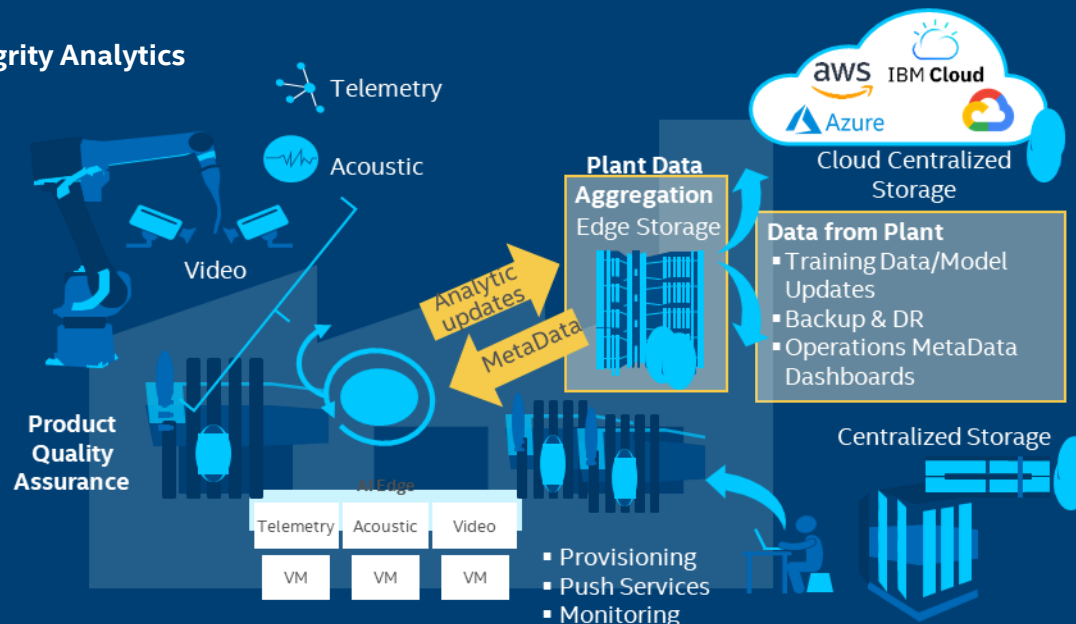 grity Analytics
Telemetry
Acoustic
Video
aws
IBM Cloud
Azure
Cloud Centralized
Storage
Plant Data
Aggregation
Edge Storage
Data from Plant
▪ Training Data/Model
Updates
▪ Backup & DR
▪ Operations MetaData
Dashboards
Analytic
updates
MetaData
Product
Quality
Assurance
Centralized Storage
AI Edge
Telemetry
Acoustic
Video
VM
VM
VM
▪ Provisioning
▪ Push Services
▪ Monitoring